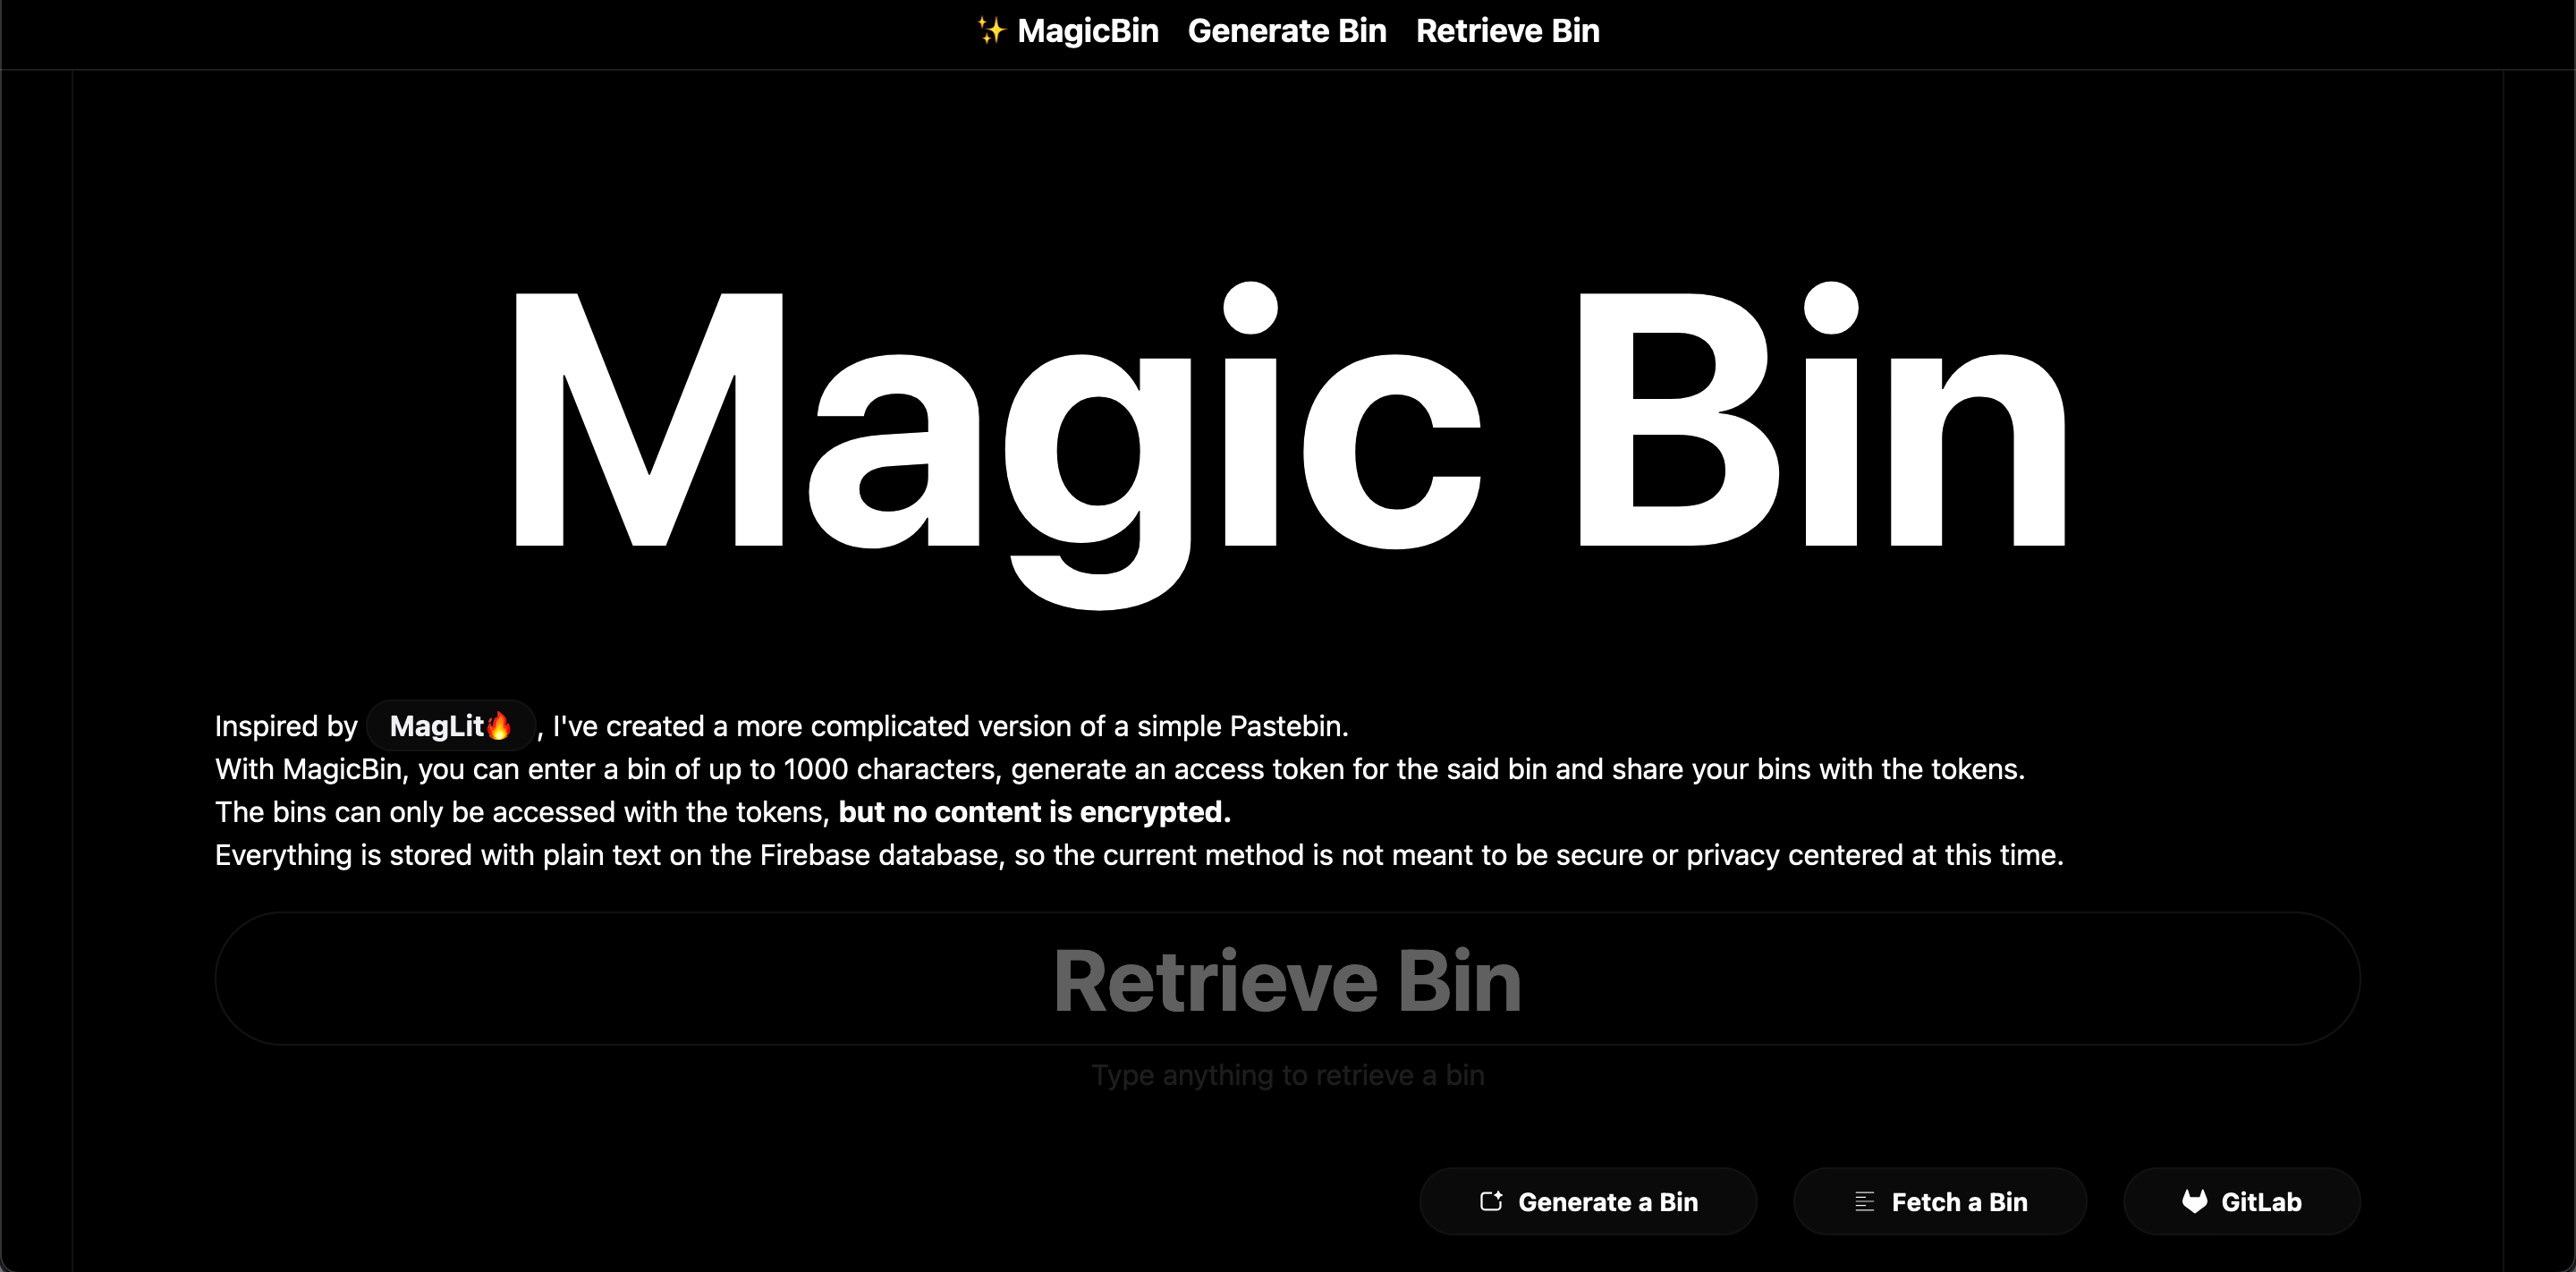 ✨ MagicBin Generate Bin Retrieve Bin
Magic Bin
Inspired by MagLit🔥, I've created a more complicated version of a simple Pastebin.
With MagicBin, you can enter a bin of up to 1000 characters, generate an access token for the said bin and share your bins with the tokens.
The bins can only be accessed with the tokens, but no content is encrypted.
Everything is stored with plain text on the Firebase database, so the current method is not meant to be secure or privacy centered at this time.
Retrieve Bin
Type anything to retrieve a bin
Generate a Bin Fetch a Bin GitLab